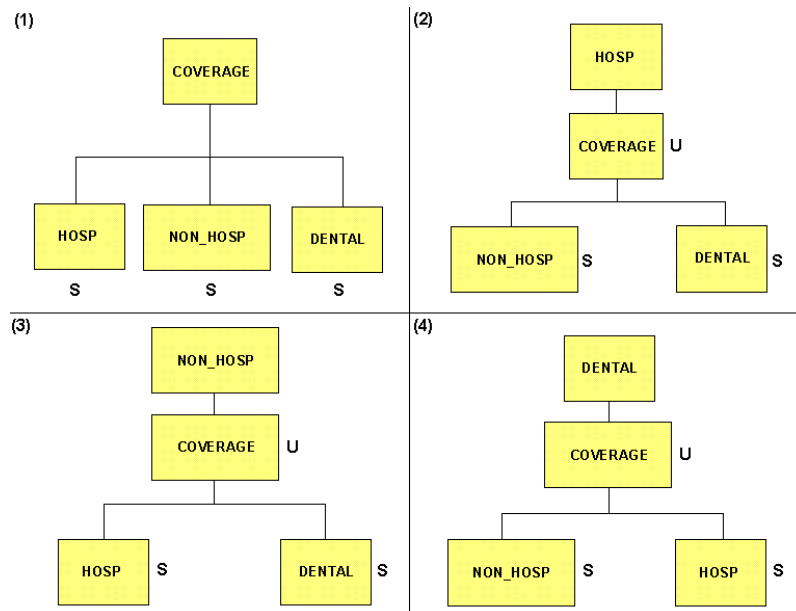 (1)
COVERAGE
HOSP
NON_HOSP
DENTAL
S
S
S
(2)
HOSP
COVERAGE U
NON_HOSP S
DENTAL S
(3)
NON_HOSP
COVERAGE U
HOSP S
DENTAL S
(4)
DENTAL
COVERAGE U
NON_HOSP S
HOSP S